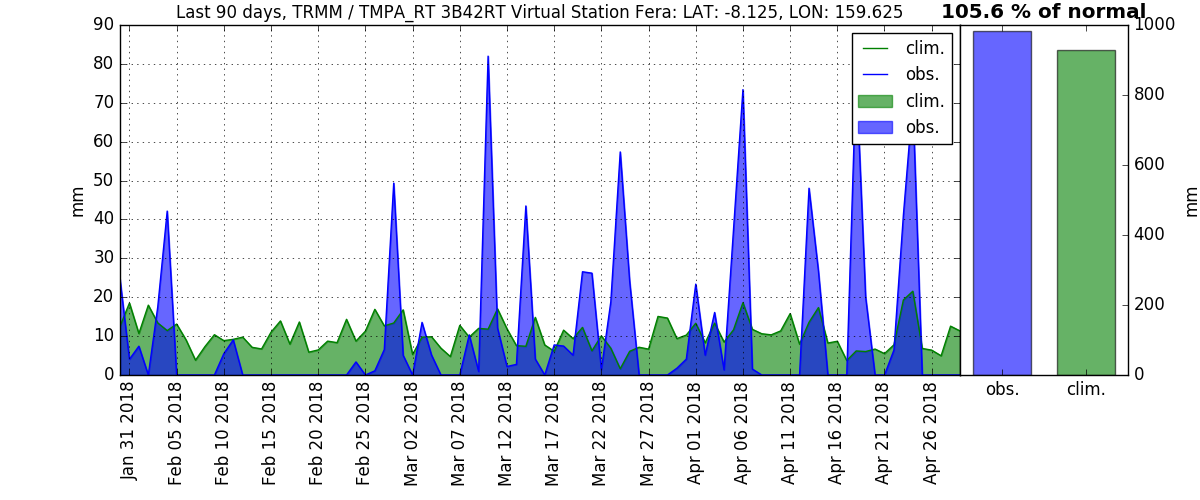 Last 90 days, TRMM / TMPA_RT 3B42RT Virtual Station Fera: LAT: -8.125, LON: 159.625
105.6 % of normal
90
80
70
60
50
40
30
20
10
0
mm
clim.
obs.
clim.
obs.
1000
800
600
400
200
0
mm
obs.
clim.
Jan 31 2018
Feb 05 2018
Feb 10 2018
Feb 15 2018
Feb 20 2018
Feb 25 2018
Mar 02 2018
Mar 07 2018
Mar 12 2018
Mar 17 2018
Mar 22 2018
Mar 27 2018
Apr 01 2018
Apr 06 2018
Apr 11 2018
Apr 16 2018
Apr 21 2018
Apr 26 2018